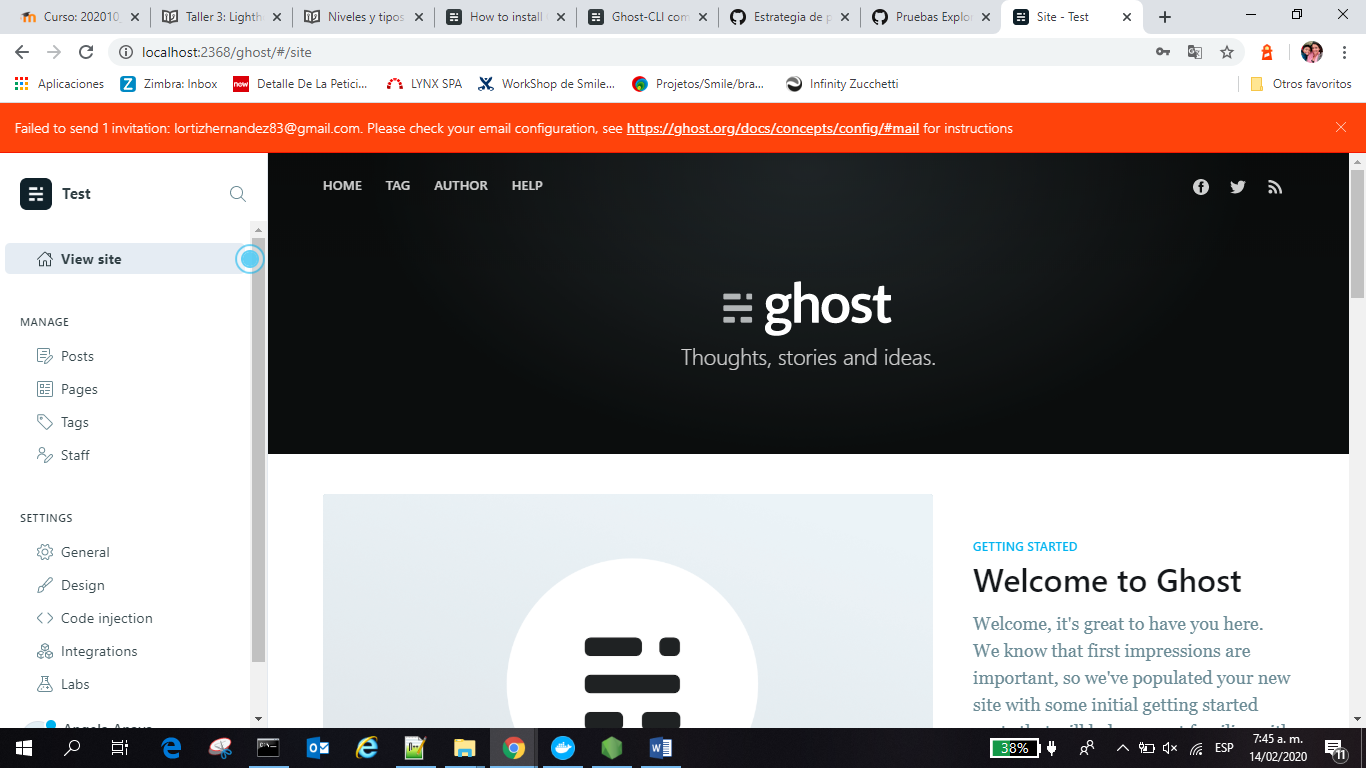 Curso: 202010_
Taller 3: Lighth
Niveles y tipos
How to install
Ghost-CLI com
Estrategia de p
Pruebas Explo
Site - Test
localhost:2368/ghost/#/site
Aplicaciones
Zimbra: Inbox
now
Detalle De La Petici...
LYNX SPA
WorkShop de Smile...
Projetos/Smile/bra...
Infinity Zucchetti
Otros favoritos
Failed to send 1 invitation: lortizhernandez83@gmail.com. Please check your email configuration, see https://ghost.org/docs/concepts/config/#mail for instructions
Test
View site
MANAGE
Posts
Pages
Tags
Staff
SETTINGS
General
Design
Code injection
Integrations
Labs
HOME TAG AUTHOR HELP
ghost
Thoughts, stories and ideas.
GETTING STARTED
Welcome to Ghost
Welcome, it's great to have you here.
We know that first impressions are
important, so we've populated your new
site with some initial getting started
38%
ESP
7:45 a. m.
14/02/2020
11